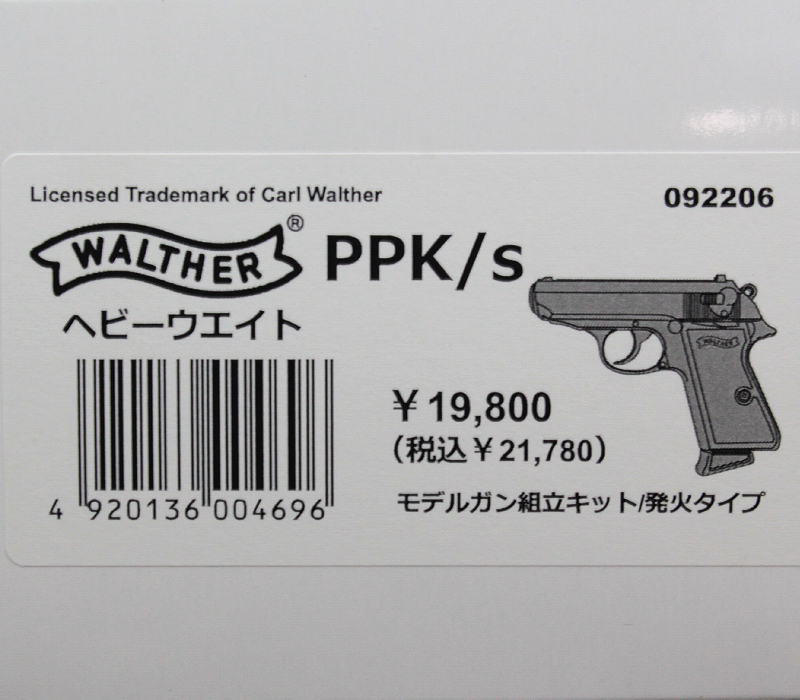 Licensed Trademark of Carl Walther
092206
WALTHER® PPK/s
ヘビーウエイト
WALTHER
¥19,800
(税込¥21,780)
4 920136 004696
モデルガン組立キット/発火タイプ